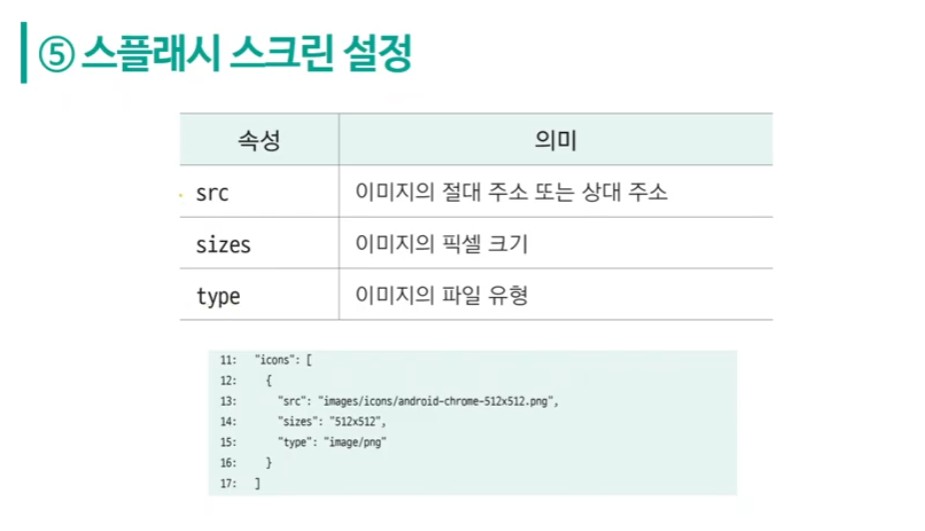 ⑤ 스플래시 스크린 설정
속성 의미
src 이미지의 절대 주소 또는 상대 주소
sizes 이미지의 픽셀 크기
type 이미지의 파일 유형
11: "icons": [
12: {
13: "src": "images/icons/android-chrome-512x512.png",
14: "sizes": "512x512",
15: "type": "image/png"
16: }
17: ]